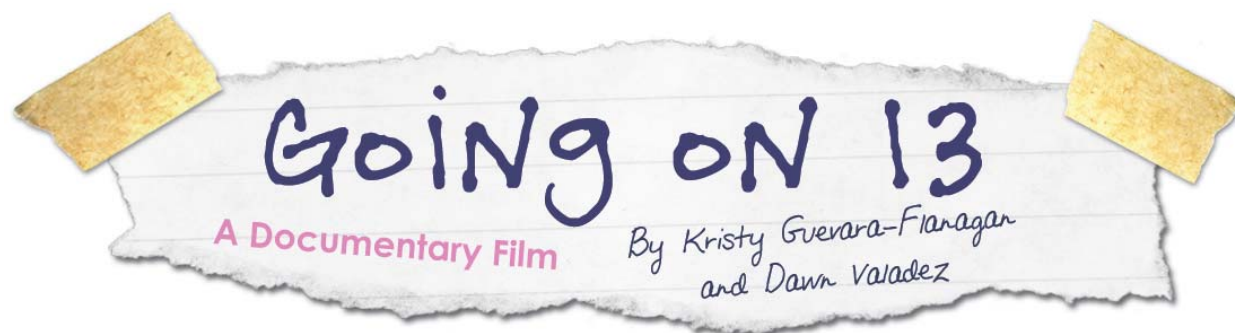 Going on 13
A Documentary Film
By Kristy Guevara-Flanagan
and Dawn Valadez